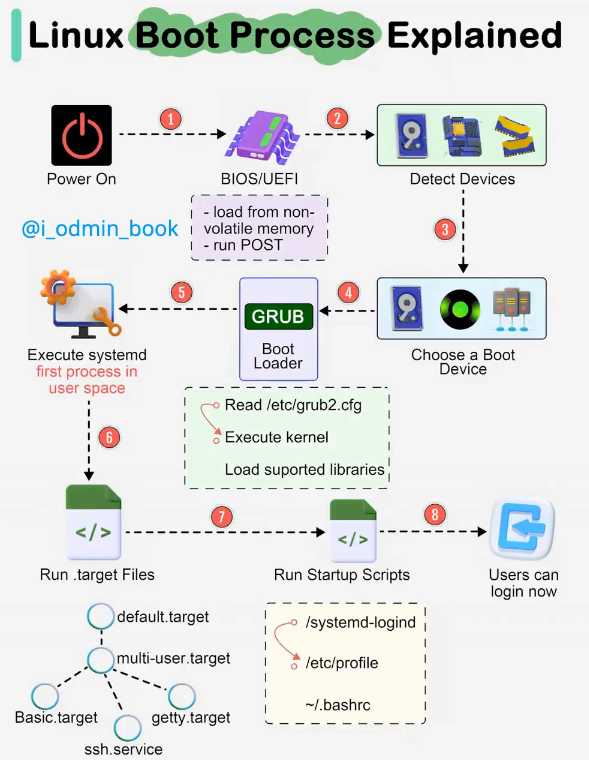 Linux Boot Process Explained
1
2
Power On
BIOS/UEFI
Detect Devices
- load from non-
volatile memory
- run POST
@i_odmin_book
3
5
GRUB
4
Boot
Loader
Execute systemd
first process in
user space
Choose a Boot
Device
Read /etc/grub2.cfg
Execute kernel
Load suported libraries
6
</>
7
</>
8
Run .target Files
Run Startup Scripts
Users can
login now
default.target
multi-user.target
Basic.target
getty.target
ssh.service
/systemd-logind
/etc/profile
~/.bashrc